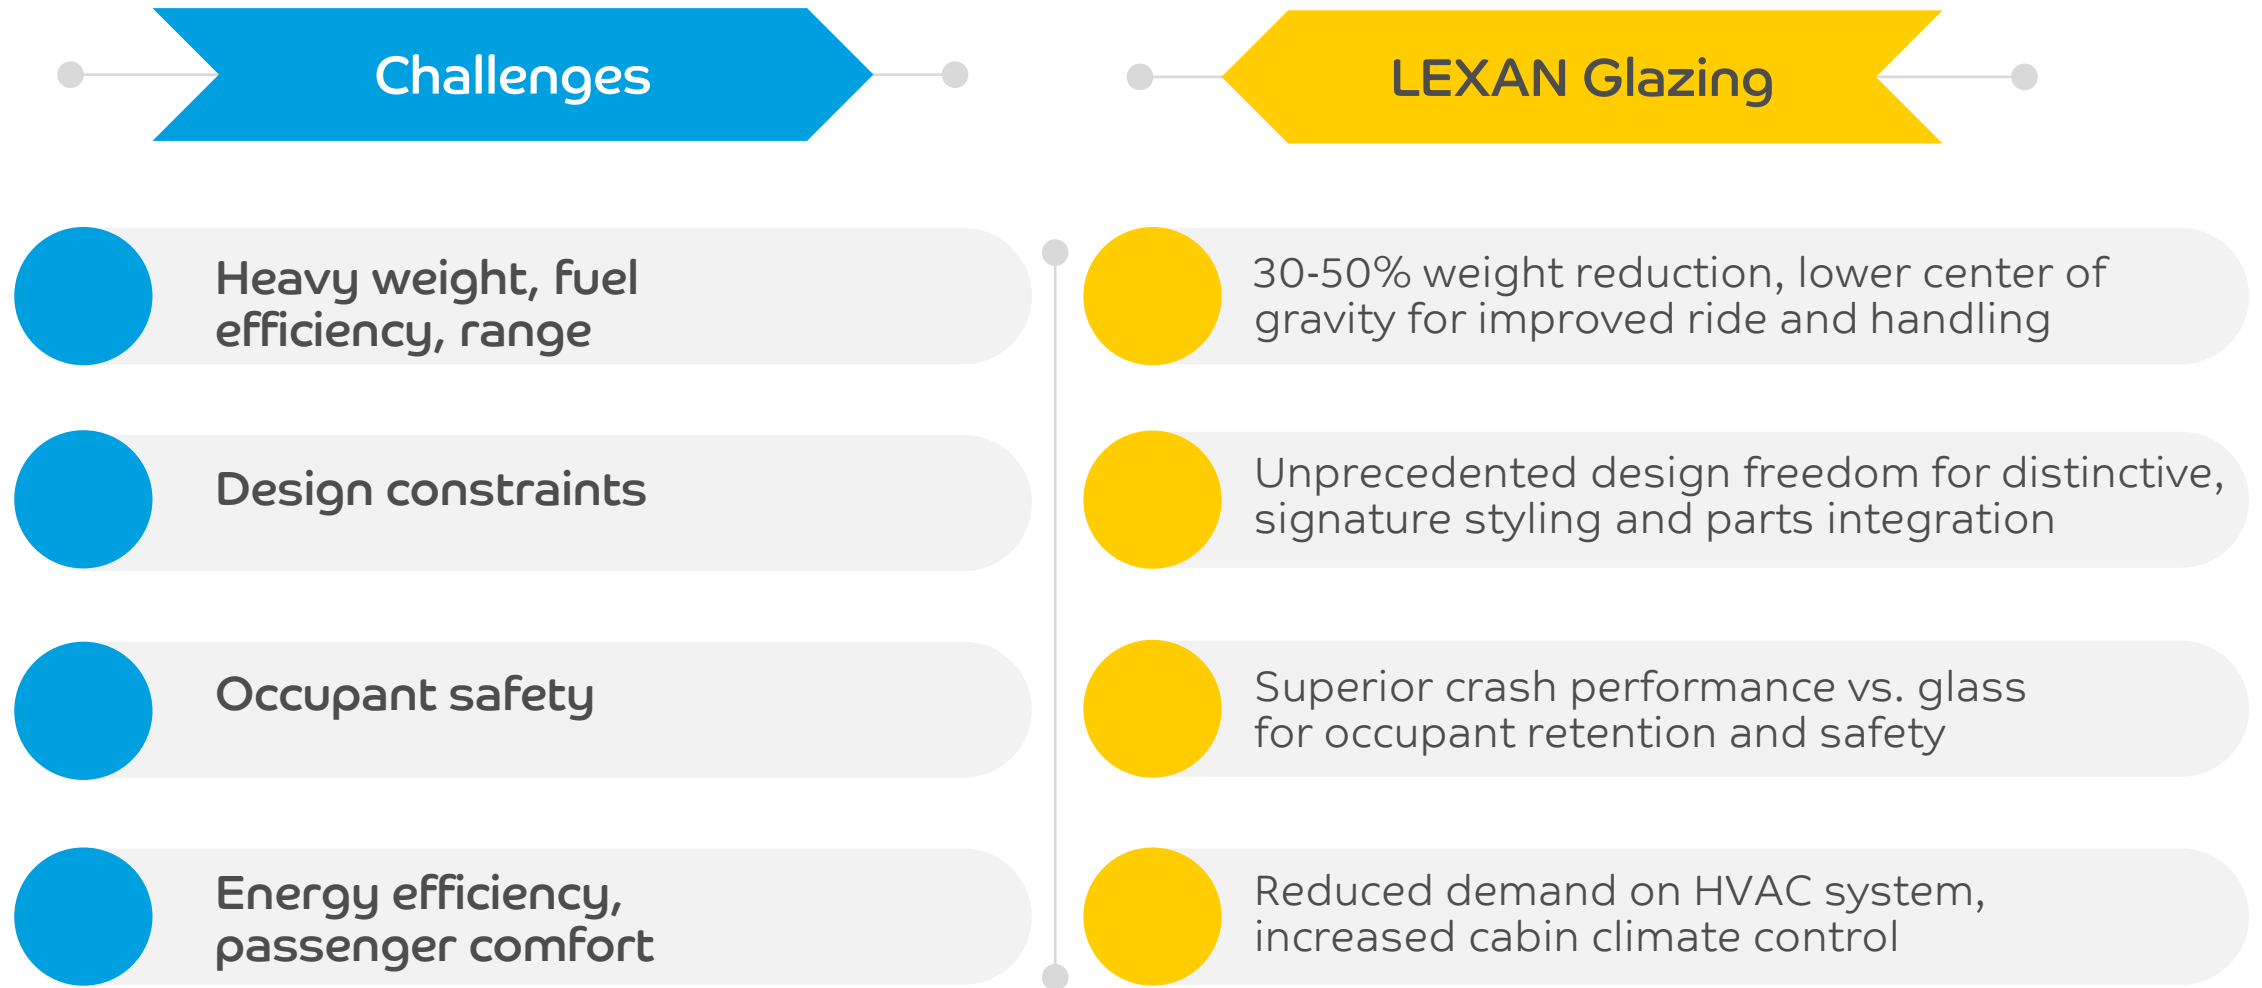 Challenges
LEXAN Glazing
Heavy weight, fuel
efficiency, range
30-50% weight reduction, lower center of
gravity for improved ride and handling
Design constraints
Unprecedented design freedom for distinctive,
signature styling and parts integration
Occupant safety
Superior crash performance vs. glass
for occupant retention and safety
Energy efficiency,
passenger comfort
Reduced demand on HVAC system,
increased cabin climate control